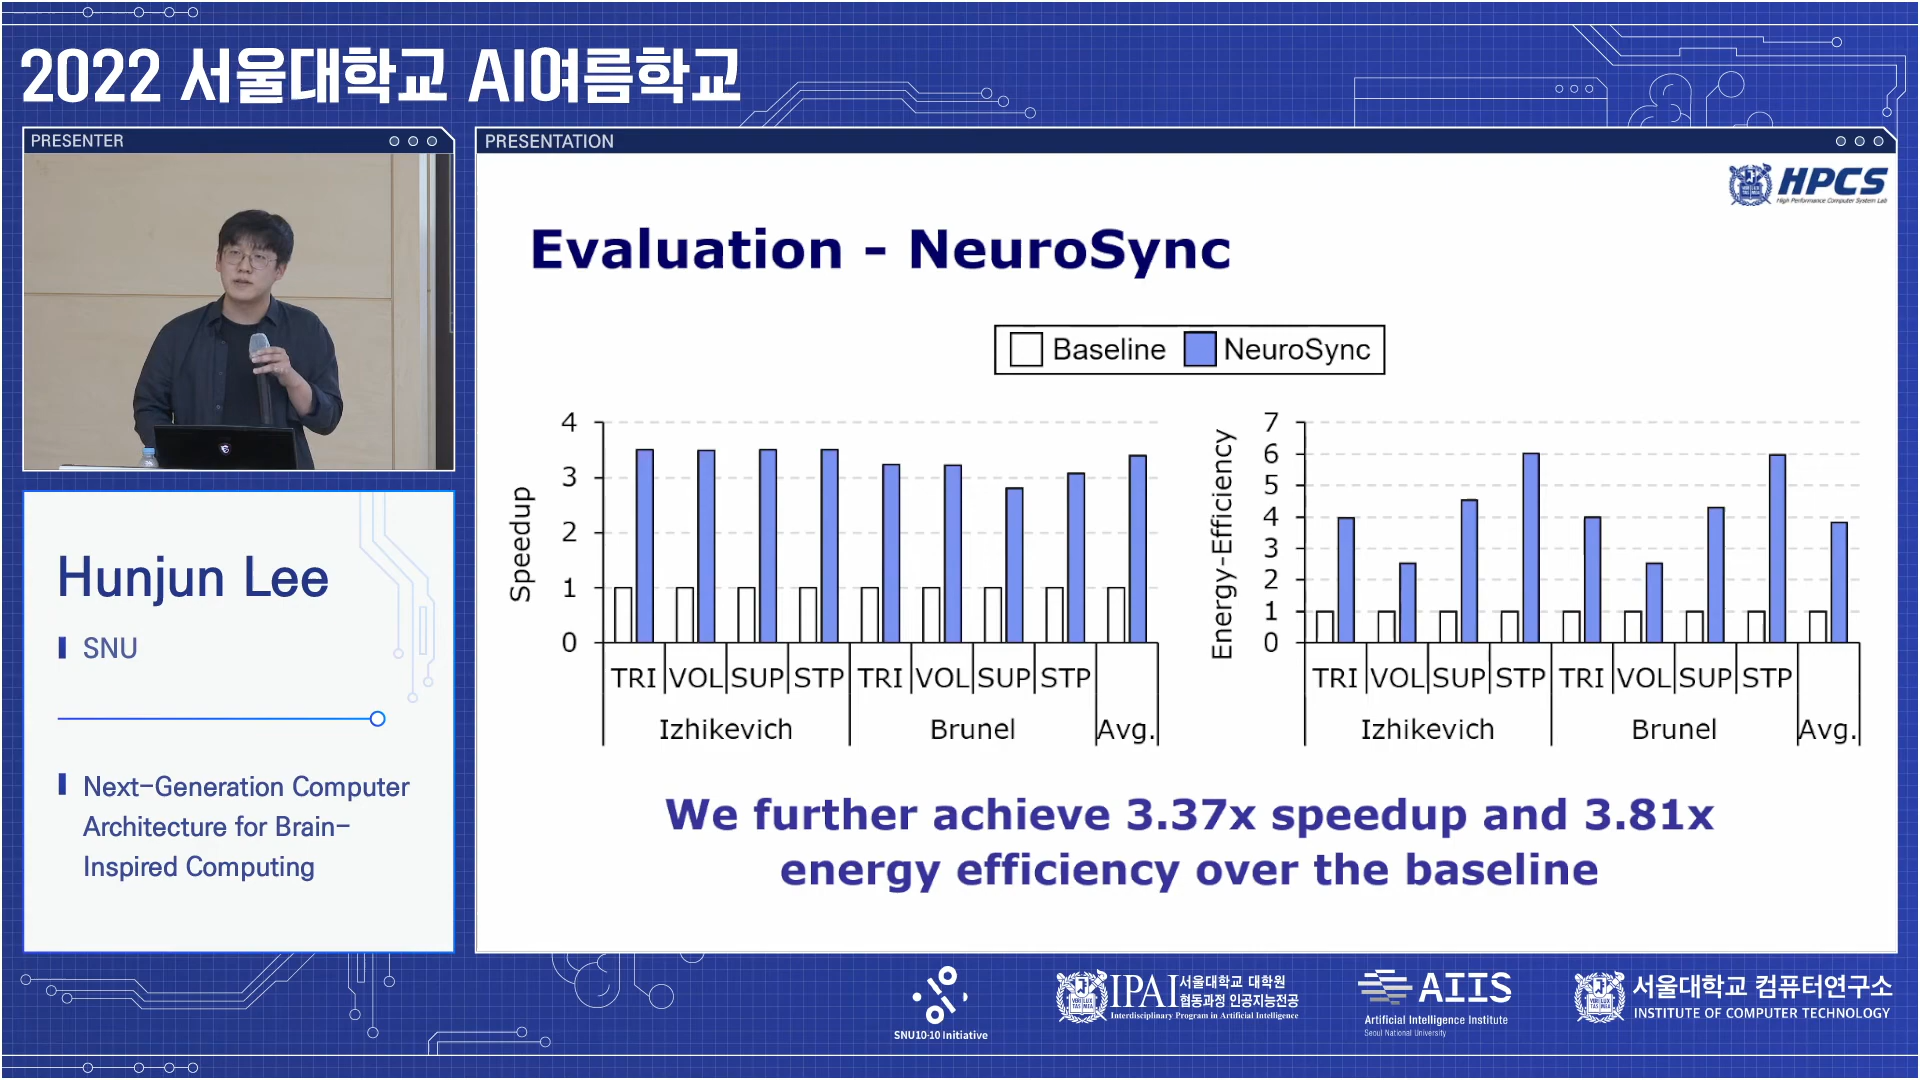 2022 서울대학교 AI여름학교
PRESENTER
PRESENTATION
HPCS
High Performance Computer System Lab
Evaluation - NeuroSync
Baseline NeuroSync
Speedup
4
3
2
1
0
TRI VOL SUP STP TRI VOL SUP STP
Izhikevich Brunel Avg.
Energy-Efficiency
7
6
5
4
3
2
1
0
TRI VOL SUP STP TRI VOL SUP STP
Izhikevich Brunel Avg.
We further achieve 3.37x speedup and 3.81x
energy efficiency over the baseline
Hunjun Lee
SNU
Next-Generation Computer
Architecture for Brain-
Inspired Computing
SNU10-10 Initiative
IPAI 서울대학교 대학원
협동과정 인공지능전공
Interdisciplinary Program in Artificial Intelligence
AIIS
Artificial Intelligence Institute
Seoul National University
서울대학교 컴퓨터연구소
INSTITUTE OF COMPUTER TECHNOLOGY